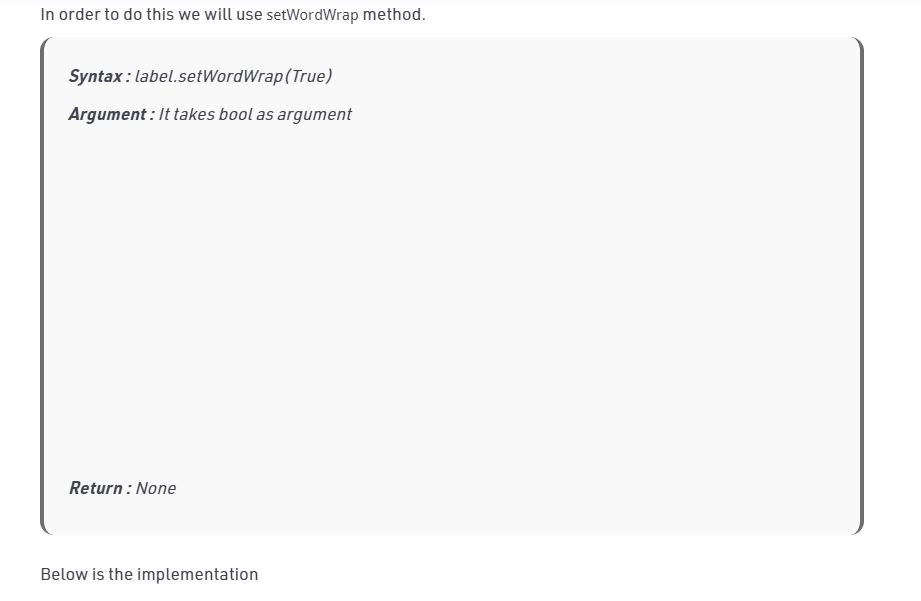 In order to do this we will use setWordWrap method.
Syntax : label.setWordWrap(True)
Argument : It takes bool as argument
Return : None
Below is the implementation